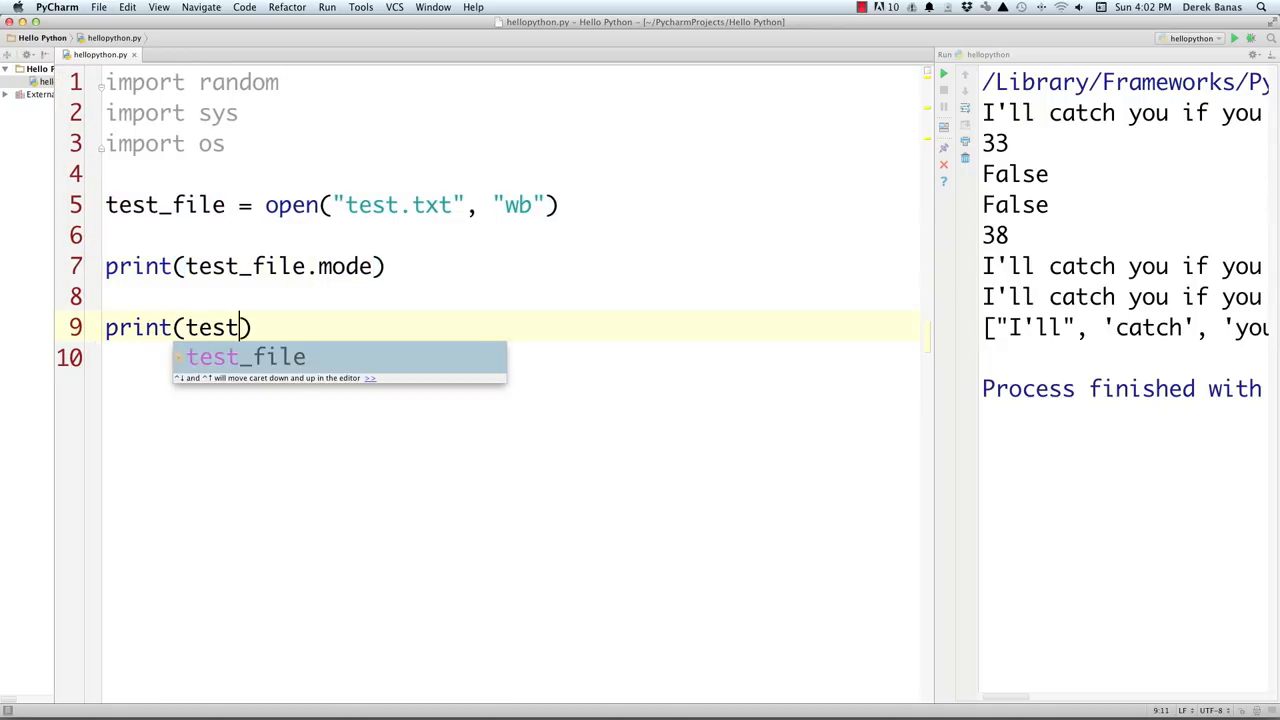 PyCharm File Edit View Navigate Code Refactor Run Tools VCS Window Help 10 Sun 4:02 PM Derek Banas
hellopython.py – Hello Python – [~/PycharmProjects/Hello Python]
Hello Python hellopython.py hellopython
hellopython.py Run hellopython
Hello P
hell
Externa
1 import random
2 import sys
3 import os
4
5 test_file = open("test.txt", "wb")
6
7 print(test_file.mode)
8
9 print(test)
10
test_file
^↓ and ^↑ will move caret down and up in the editor >>
/Library/Frameworks/Py
I'll catch you if you
33
False
False
38
I'll catch you if you
I'll catch you if you
["I'll", 'catch', 'you
Process finished with
9:11 LF UTF-8